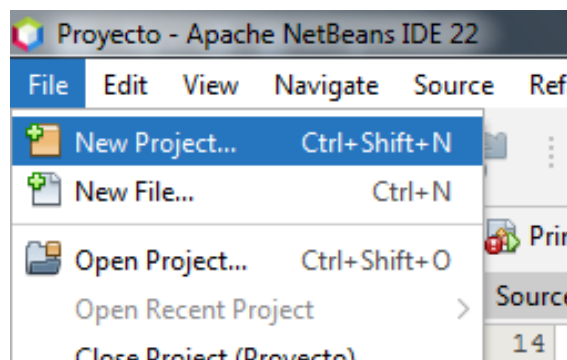 Proyecto - Apache NetBeans IDE 22
File Edit View Navigate Source Ref
New Project... Ctrl+Shift+N
New File... Ctrl+N
Prin
Open Project... Ctrl+Shift+O
Source
Open Recent Project >
14
Close Project (Proyecto)